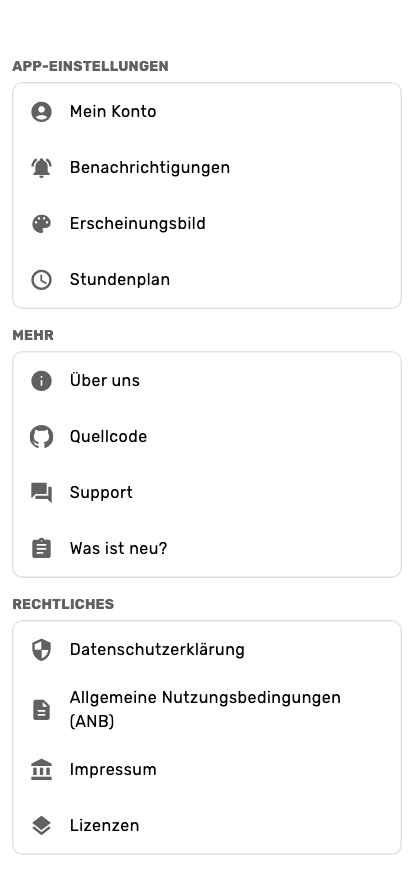 APP-EINSTELLUNGEN
Mein Konto
Benachrichtigungen
Erscheinungsbild
Stundenplan
MEHR
Über uns
Quellcode
Support
Was ist neu?
RECHTLICHES
Datenschutzerklärung
Allgemeine Nutzungsbedingungen
(ANB)
Impressum
Lizenzen